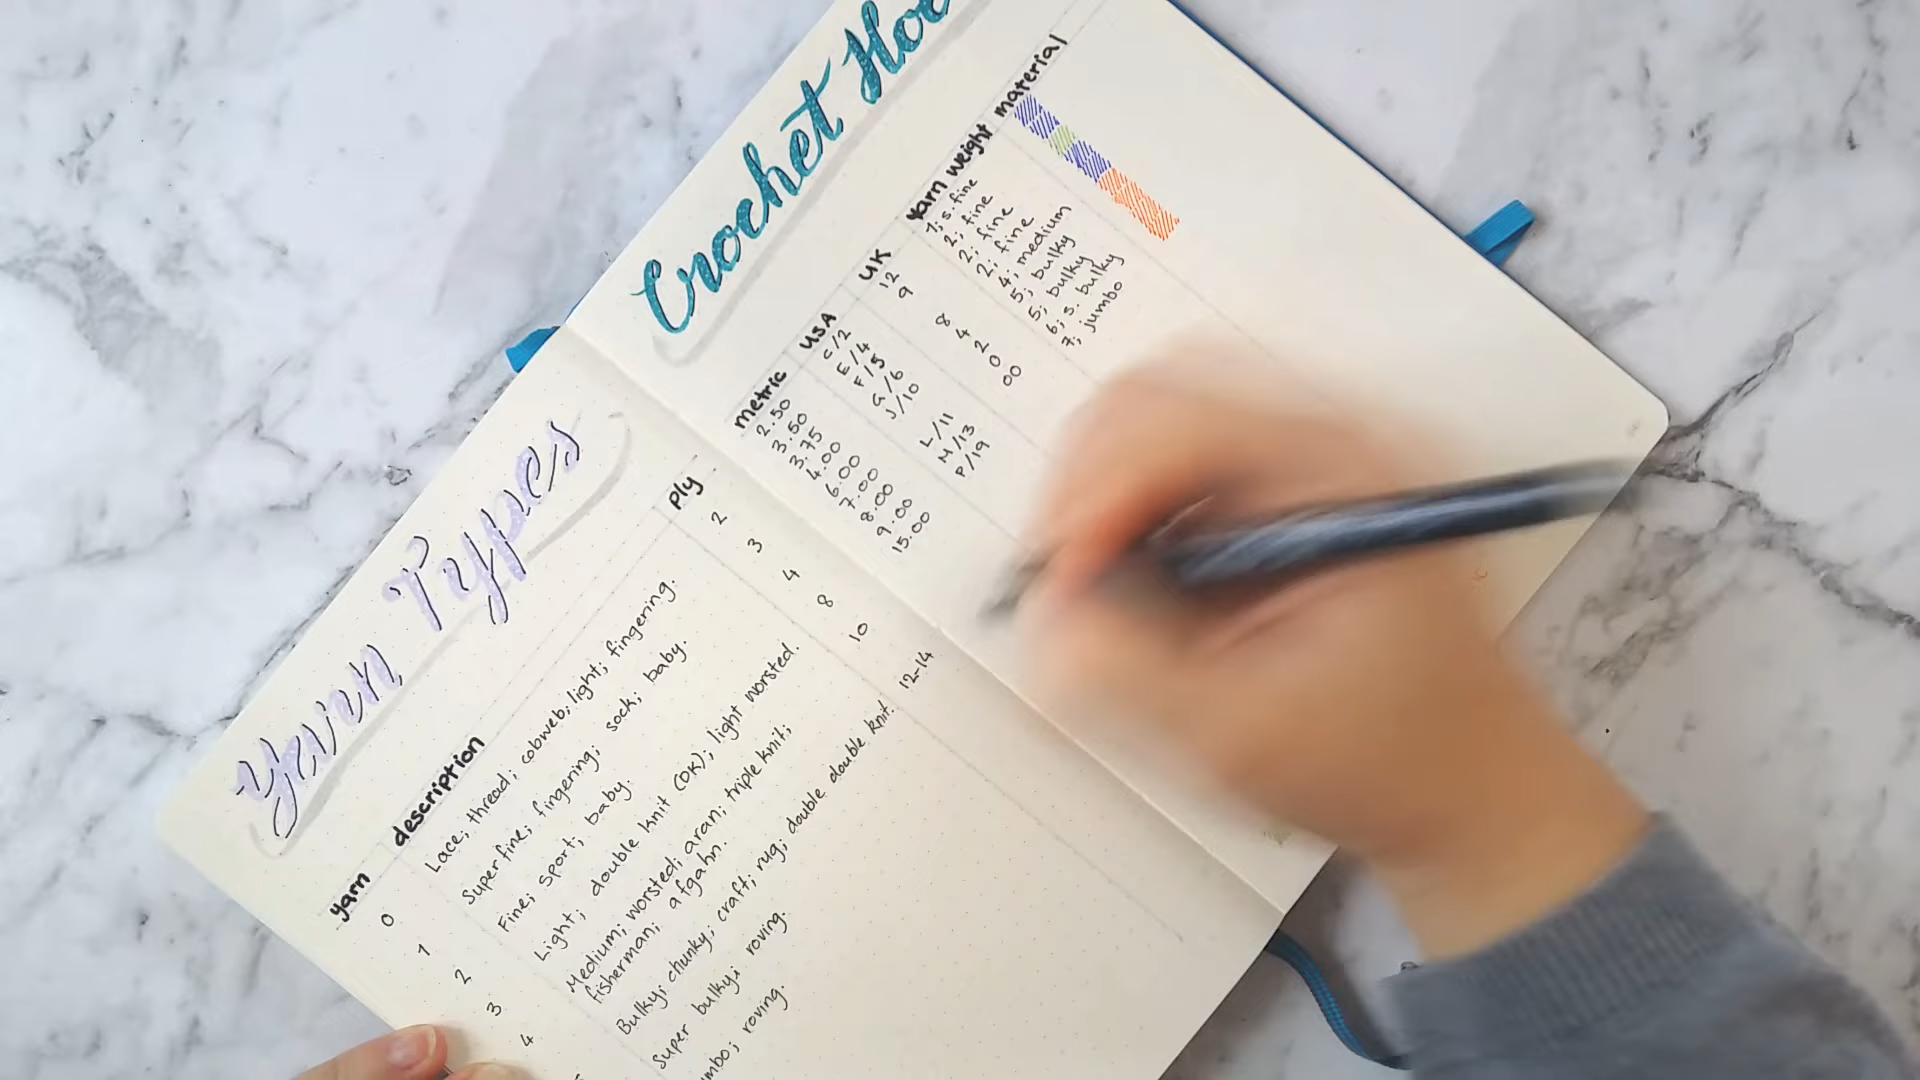 Yarn Types
yarn description ply
0 Lace; thread; cobweb; light; fingering. 2
1 Super fine; fingering; sock; baby. 3
2 Fine; sport; baby. 4
3 Light; double knit (DK); light worsted. 8
4 Medium; worsted; aran; triple knit; 10
fisherman; afgahn.
Bulky; chunky; craft; rug; double double knit. 12-14
Super bulky; roving.
roving.
Crochet
metric USA UK yarn weight material
2.50 C/2 12 1; s. fine
3.50 E/4 9 2; fine
3.75 F/5 2; fine
4.00 G/6 8 2; fine
6.00 J/10 4 4; medium
7.00 2 5; bulky
8.00 L/11 0 5; bulky
9.00 M/13 00 6; s. bulky
15.00 P/19 7; jumbo